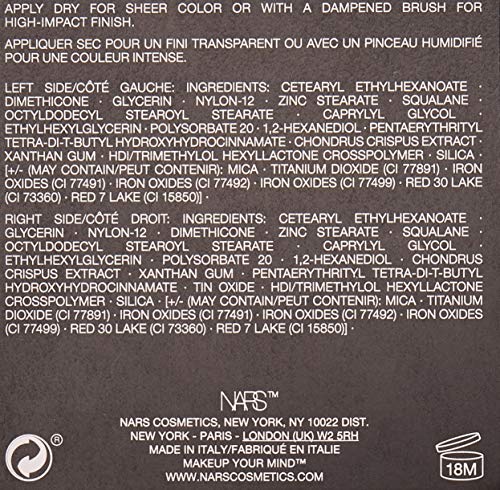 APPLY DRY FOR SHEER COLOR OR WITH A DAMPENED BRUSH FOR
HIGH-IMPACT FINISH.
APPLIQUER SEC POUR UN FINI TRANSPARENT OU AVEC UN PINCEAU HUMIDIFIÉ
POUR UNE COULEUR INTENSE.
LEFT SIDE/CÔTÉ GAUCHE: INGREDIENTS: CETEARYL ETHYLHEXANOATE ·
DIMETHICONE · GLYCERIN · NYLON-12 · ZINC STEARATE · SQUALANE ·
OCTYLDODECYL STEAROYL STEARATE · CAPRYLYL GLYCOL ·
ETHYLHEXYLGLYCERIN · POLYSORBATE 20 · 1,2-HEXANEDIOL · PENTAERYTHRITYL
TETRA-DI-T-BUTYL HYDROXYHYDROCINNAMATE · CHONDRUS CRISPUS EXTRACT ·
XANTHAN GUM · HDI/TRIMETHYLOL HEXYLLACTONE CROSSPOLYMER · SILICA ·
[+/- (MAY CONTAIN/PEUT CONTENIR): MICA · TITANIUM DIOXIDE (CI 77891) · IRON
OXIDES (CI 77491) · IRON OXIDES (CI 77492) · IRON OXIDES (CI 77499) · RED 30 LAKE
(CI 73360) · RED 7 LAKE (CI 15850)] ·
RIGHT SIDE/CÔTÉ DROIT: INGREDIENTS: CETEARYL ETHYLHEXANOATE ·
GLYCERIN · NYLON-12 · DIMETHICONE · ZINC STEARATE · SQUALANE ·
OCTYLDODECYL STEAROYL STEARATE · CAPRYLYL GLYCOL ·
ETHYLHEXYLGLYCERIN · POLYSORBATE 20 · 1,2-HEXANEDIOL · CHONDRUS
CRISPUS EXTRACT · XANTHAN GUM · PENTAERYTHRITYL TETRA-DI-T-BUTYL
HYDROXYHYDROCINNAMATE · TIN OXIDE · HDI/TRIMETHYLOL HEXYLLACTONE
CROSSPOLYMER · SILICA · [+/- (MAY CONTAIN/PEUT CONTENIR): MICA · TITANIUM
DIOXIDE (CI 77891) · IRON OXIDES (CI 77491) · IRON OXIDES (CI 77492) · IRON OXIDES
(CI 77499) · RED 30 LAKE (CI 73360) · RED 7 LAKE (CI 15850)] ·
NARS™
NARS COSMETICS, NEW YORK, NY 10022 DIST.
NEW YORK - PARIS - LONDON (UK) W2 5RH
MADE IN ITALY/FABRIQUÉ EN ITALIE
MAKEUP YOUR MIND™
WWW.NARSCOSMETICS.COM
®
18M